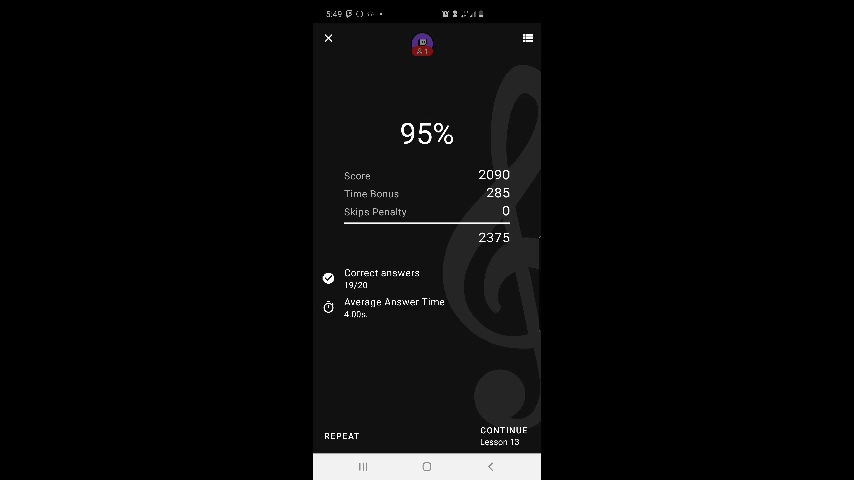 5:49
95%
Score 2090
Time Bonus 285
Skips Penalty 0
2375
Correct answers
19/20
Average Answer Time
4.00s.
REPEAT
CONTINUE
Lesson 13